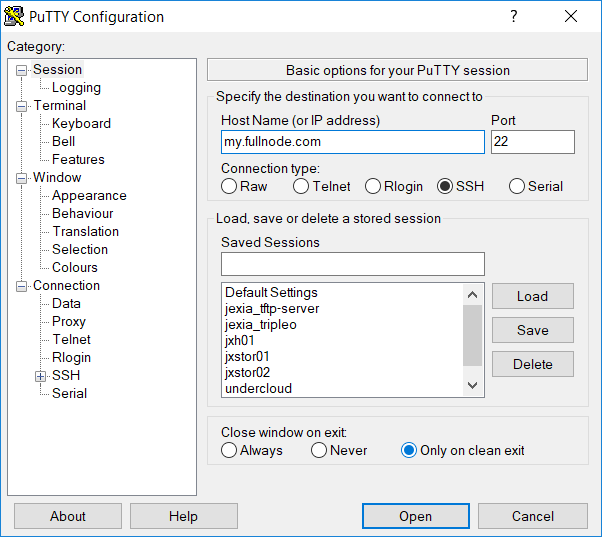 PuTTY Configuration
?
Category:
Session
Logging
Terminal
Keyboard
Bell
Features
Window
Appearance
Behaviour
Translation
Selection
Colours
Connection
Data
Proxy
Telnet
Rlogin
SSH
Serial
Basic options for your PuTTY session
Specify the destination you want to connect to
Host Name (or IP address) Port
my.fullnode.com 22
Connection type:
Raw Telnet Rlogin SSH Serial
Load, save or delete a stored session
Saved Sessions
Default Settings
jexia_tftp-server
jexia_tripleo
jxh01
jxstor01
jxstor02
undercloud
Load
Save
Delete
Close window on exit:
Always Never Only on clean exit
About Help Open Cancel